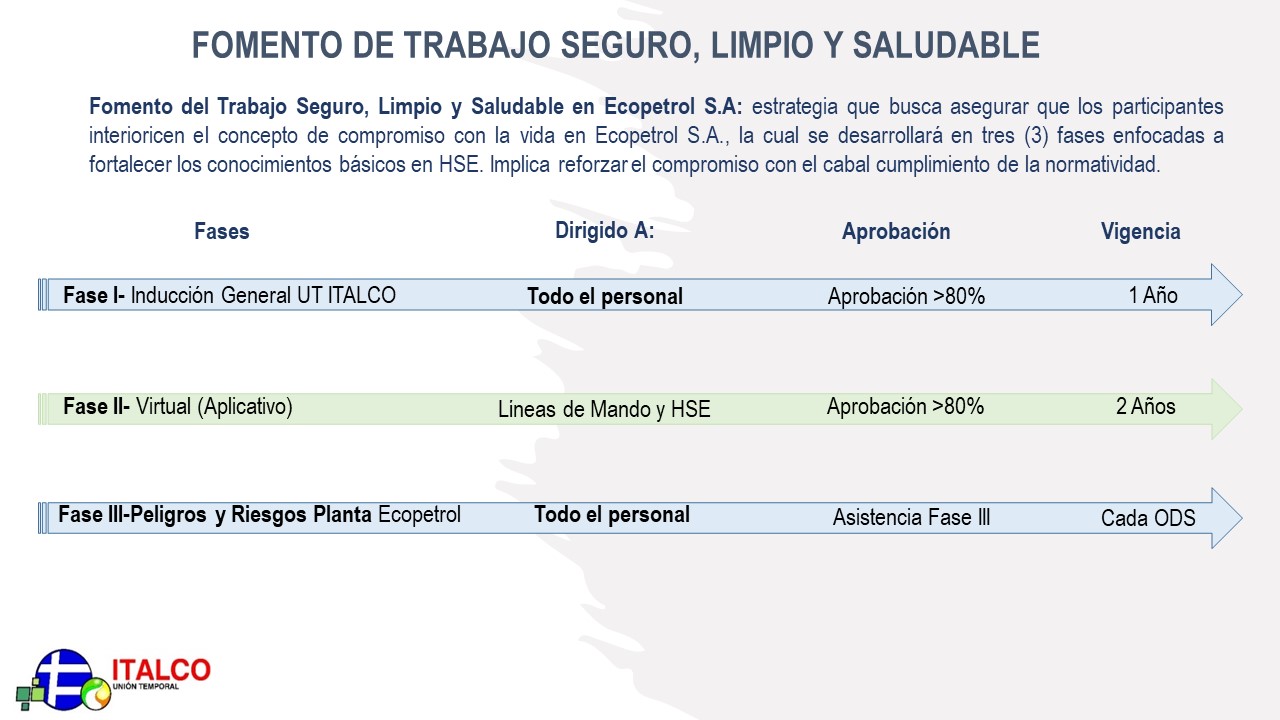 FOMENTO DE TRABAJO SEGURO, LIMPIO Y SALUDABLE
Fomento del Trabajo Seguro, Limpio y Saludable en Ecopetrol S.A: estrategia que busca asegurar que los participantes
interioricen el concepto de compromiso con la vida en Ecopetrol S.A., la cual se desarrollará en tres (3) fases enfocadas a
fortalecer los conocimientos básicos en HSE. Implica reforzar el compromiso con el cabal cumplimiento de la normatividad.
Fases Dirigido A: Aprobación Vigencia
Fase I- Inducción General UT ITALCO Todo el personal Aprobación >80% 1 Año
Fase II- Virtual (Aplicativo) Lineas de Mando y HSE Aprobación >80% 2 Años
Fase III-Peligros y Riesgos Planta Ecopetrol Todo el personal Asistencia Fase III Cada ODS
ITALCO
UNIÓN TEMPORAL